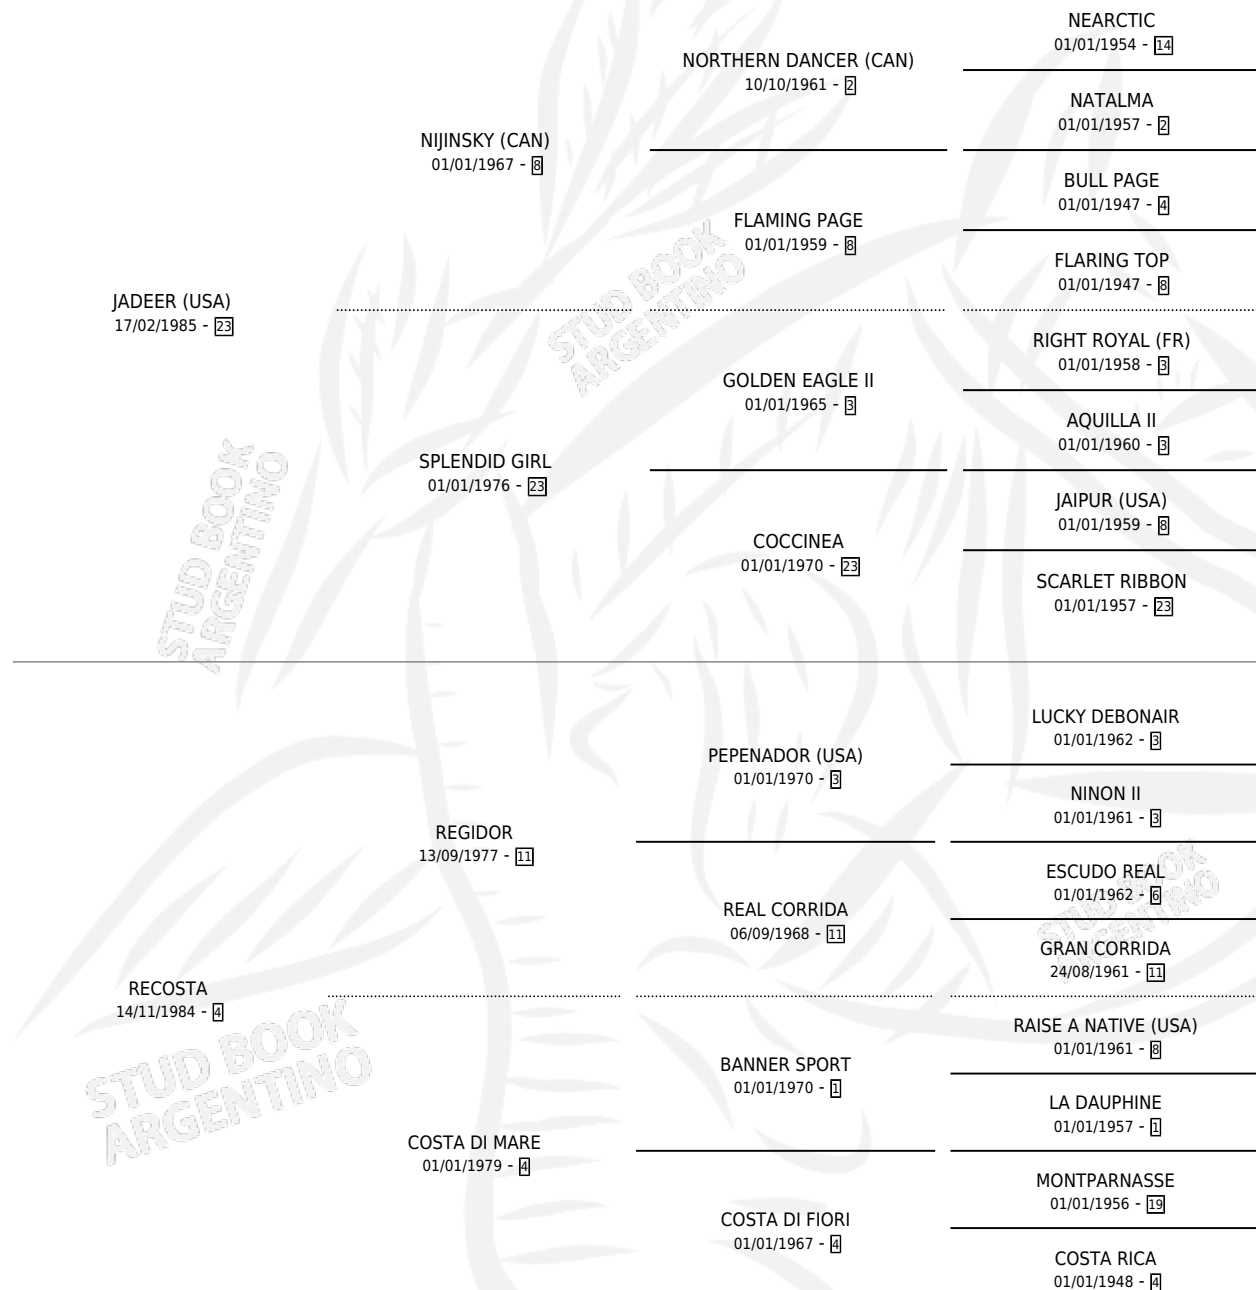 NEARCTIC
01/01/1954 - 14
NORTHERN DANCER (CAN)
10/10/1961 - 2
NATALMA
01/01/1957 - 2
NIJINSKY (CAN)
01/01/1967 - 8
BULL PAGE
01/01/1947 - 4
FLAMING PAGE
01/01/1959 - 8
FLARING TOP
01/01/1947 - 8
JADEER (USA)
17/02/1985 - 23
RIGHT ROYAL (FR)
01/01/1958 - 3
GOLDEN EAGLE II
01/01/1965 - 3
AQUILLA II
01/01/1960 - 3
SPLENDID GIRL
01/01/1976 - 23
JAIPUR (USA)
01/01/1959 - 8
COCCINEA
01/01/1970 - 23
SCARLET RIBBON
01/01/1957 - 23
LUCKY DEBONAIR
01/01/1962 - 3
PEPENADOR (USA)
01/01/1970 - 3
NINON II
01/01/1961 - 3
REGIDOR
13/09/1977 - 11
ESCUDO REAL
01/01/1962 - 6
REAL CORRIDA
06/09/1968 - 11
GRAN CORRIDA
24/08/1961 - 11
RECOSTA
14/11/1984 - 4
RAISE A NATIVE (USA)
01/01/1961 - 8
BANNER SPORT
01/01/1970 - 1
LA DAUPHINE
01/01/1957 - 1
COSTA DI MARE
01/01/1979 - 4
MONTPARNASSE
01/01/1956 - 19
COSTA DI FIORI
01/01/1967 - 4
COSTA RICA
01/01/1948 - 4
STUD BOOK
ARGENTINO
STUD BOOK
ARGENTINO
STUD BOOK
ARGENTINO
STUD BOOK
ARGENTINO